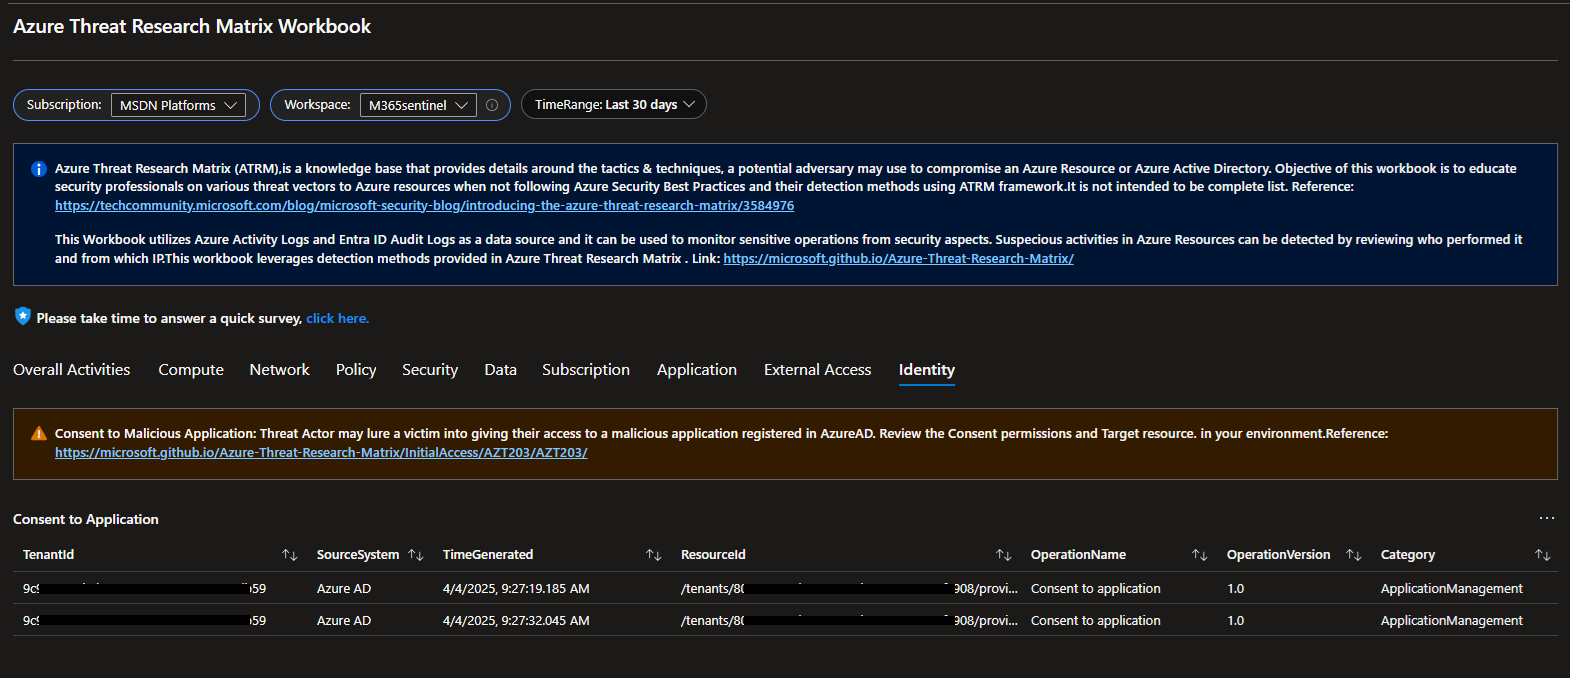 Azure Threat Research Matrix Workbook
Subscription: MSDN Platforms Workspace: M365sentinel TimeRange: Last 30 days
Azure Threat Research Matrix (ATRM),is a knowledge base that provides details around the tactics & techniques, a potential adversary may use to compromise an Azure Resource or Azure Active Directory. Objective of this workbook is to educate
security professionals on various threat vectors to Azure resources when not following Azure Security Best Practices and their detection methods using ATRM framework.It is not intended to be complete list. Reference:
https://techcommunity.microsoft.com/blog/microsoft-security-blog/introducing-the-azure-threat-research-matrix/3584976
This Workbook utilizes Azure Activity Logs and Entra ID Audit Logs as a data source and it can be used to monitor sensitive operations from security aspects. Suspecious activities in Azure Resources can be detected by reviewing who performed it
and from which IP.This workbook leverages detection methods provided in Azure Threat Research Matrix . Link: https://microsoft.github.io/Azure-Threat-Research-Matrix/
Please take time to answer a quick survey, click here.
Overall Activities Compute Network Policy Security Data Subscription Application External Access Identity
Consent to Malicious Application: Threat Actor may lure a victim into giving their access to a malicious application registered in AzureAD. Review the Consent permissions and Target resource. in your environment.Reference:
https://microsoft.github.io/Azure-Threat-Research-Matrix/InitialAccess/AZT203/AZT203/
Consent to Application
TenantId SourceSystem TimeGenerated ResourceId OperationName OperationVersion Category
9c 59 Azure AD 4/4/2025, 9:27:19.185 AM /tenants/80 908/provi... Consent to application 1.0 ApplicationManagement
9c 59 Azure AD 4/4/2025, 9:27:32.045 AM /tenants/80 908/provi... Consent to application 1.0 ApplicationManagement